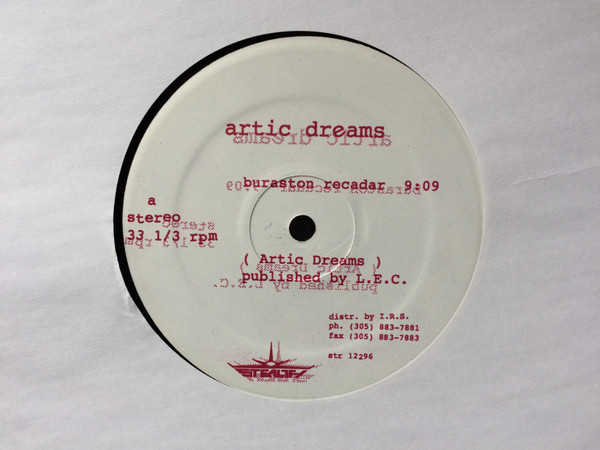 artic dreams
buraston recadar 9:09
a
stereo
33 1/3 rpm
( Artic Dreams )
published by L.E.C.
distr. by I.R.S.
ph. (305) 883-7881
fax (305) 883-7883
str 12296
STEALTH